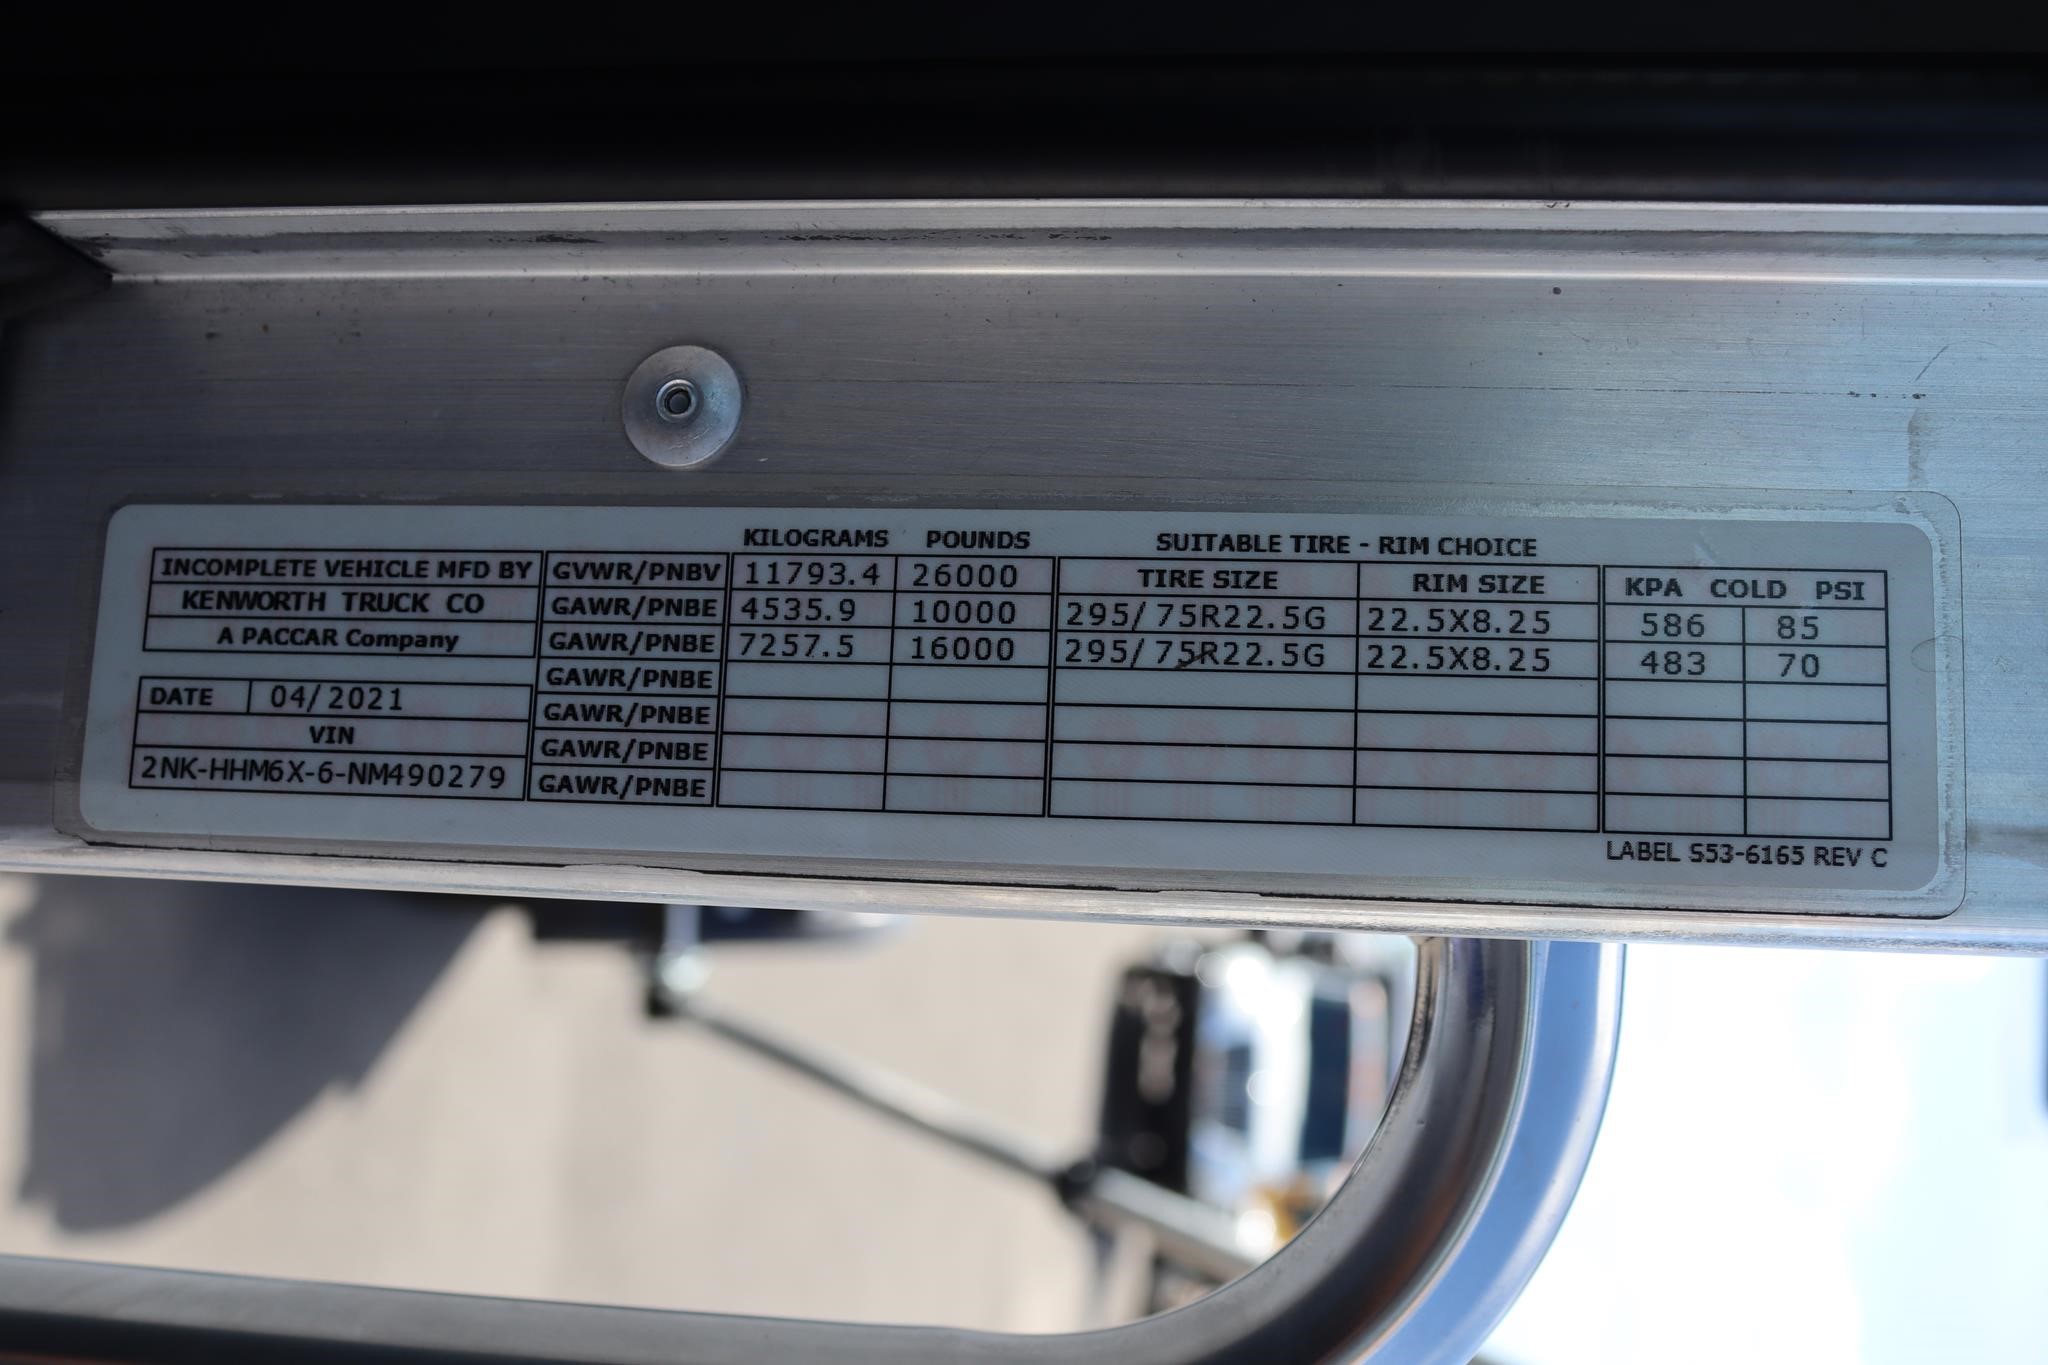 KILOGRAMS POUNDS SUITABLE TIRE - RIM CHOICE
INCOMPLETE VEHICLE MFD BY GVWR/PNBV 11793.4 26000 TIRE SIZE RIM SIZE KPA COLD PSI
KENWORTH TRUCK CO GAWR/PNBE 4535.9 10000 295/75R22.5G 22.5X8.25 586 85
A PACCAR Company GAWR/PNBE 7257.5 16000 295/75R22.5G 22.5X8.25 483 70
GAWR/PNBE
DATE 04/2021 GAWR/PNBE
VIN GAWR/PNBE
2NK-HHM6X-6-NM490279 GAWR/PNBE
LABEL S53-6165 REV C